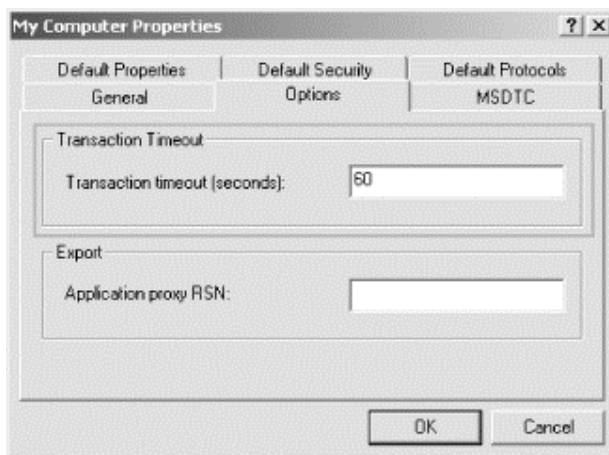 My Computer Properties ? X
Default Properties Default Security Default Protocols
General Options MSDTC
Transaction Timeout
Transaction timeout (seconds): 60
Export
Application proxy RSN:
OK Cancel